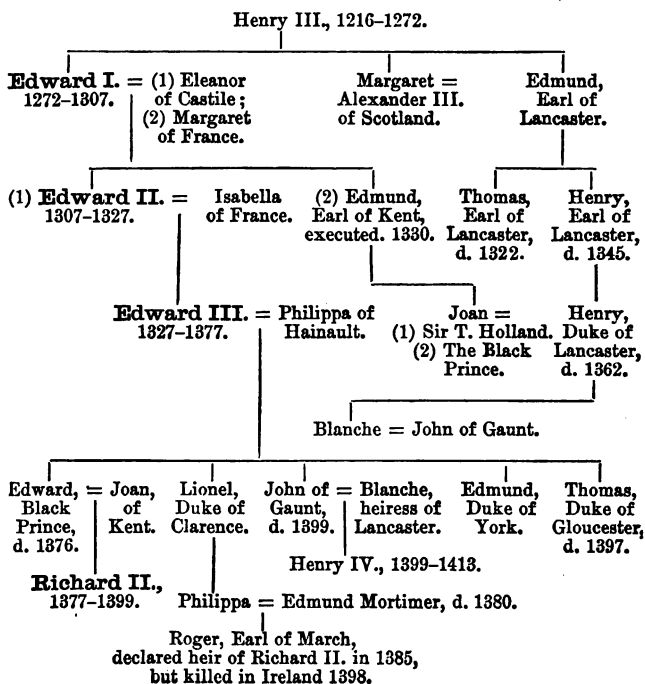 Henry III., 1216–1272.
Edward I. = (1) Eleanor
1272–1307. of Castile;
(2) Margaret
of France.
Margaret =
Alexander III.
of Scotland.
Edmund,
Earl of
Lancaster.
(1) Edward II. = Isabella
1307–1327. of France.
(2) Edmund,
Earl of Kent,
executed. 1330.
Thomas,
Earl of
Lancaster,
d. 1322.
Henry,
Earl of
Lancaster,
d. 1345.
Edward III. = Philippa of
1327–1377. Hainault.
Joan =
(1) Sir T. Holland.
(2) The Black
Prince.
Henry,
Duke of
Lancaster,
d. 1362.
Blanche = John of Gaunt.
Edward,
Black
Prince,
d. 1376.
= Joan,
of
Kent.
Lionel,
Duke of
Clarence.
John of
Gaunt,
d. 1399.
= Blanche,
heiress of
Lancaster.
Edmund,
Duke of
York.
Thomas,
Duke of
Gloucester,
d. 1397.
Henry IV., 1399–1413.
Richard II.,
1377–1399.
Philippa = Edmund Mortimer, d. 1380.
Roger, Earl of March,
declared heir of Richard II. in 1385,
but killed in Ireland 1398.